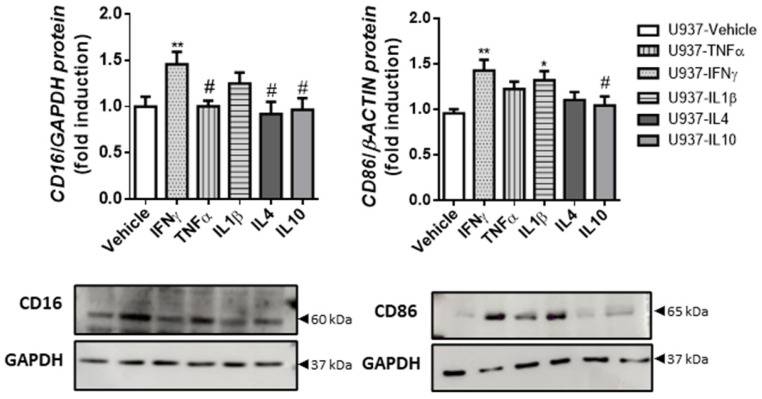 CD16/GAPDH protein
(fold induction)
2.0
1.5
1.0
0.5
0.0
**
#
#
#
Vehicle
IFNγ
TNFα
IL1β
IL4
IL10
CD86/β-ACTIN protein
(fold induction)
2.0
1.5
1.0
0.5
0.0
**
*
#
Vehicle
IFNγ
TNFα
IL1β
IL4
IL10
U937-Vehicle
U937-TNFα
U937-IFNγ
U937-IL1β
U937-IL4
U937-IL10
CD16
60 kDa
GAPDH
37 kDa
CD86
65 kDa
GAPDH
37 kDa